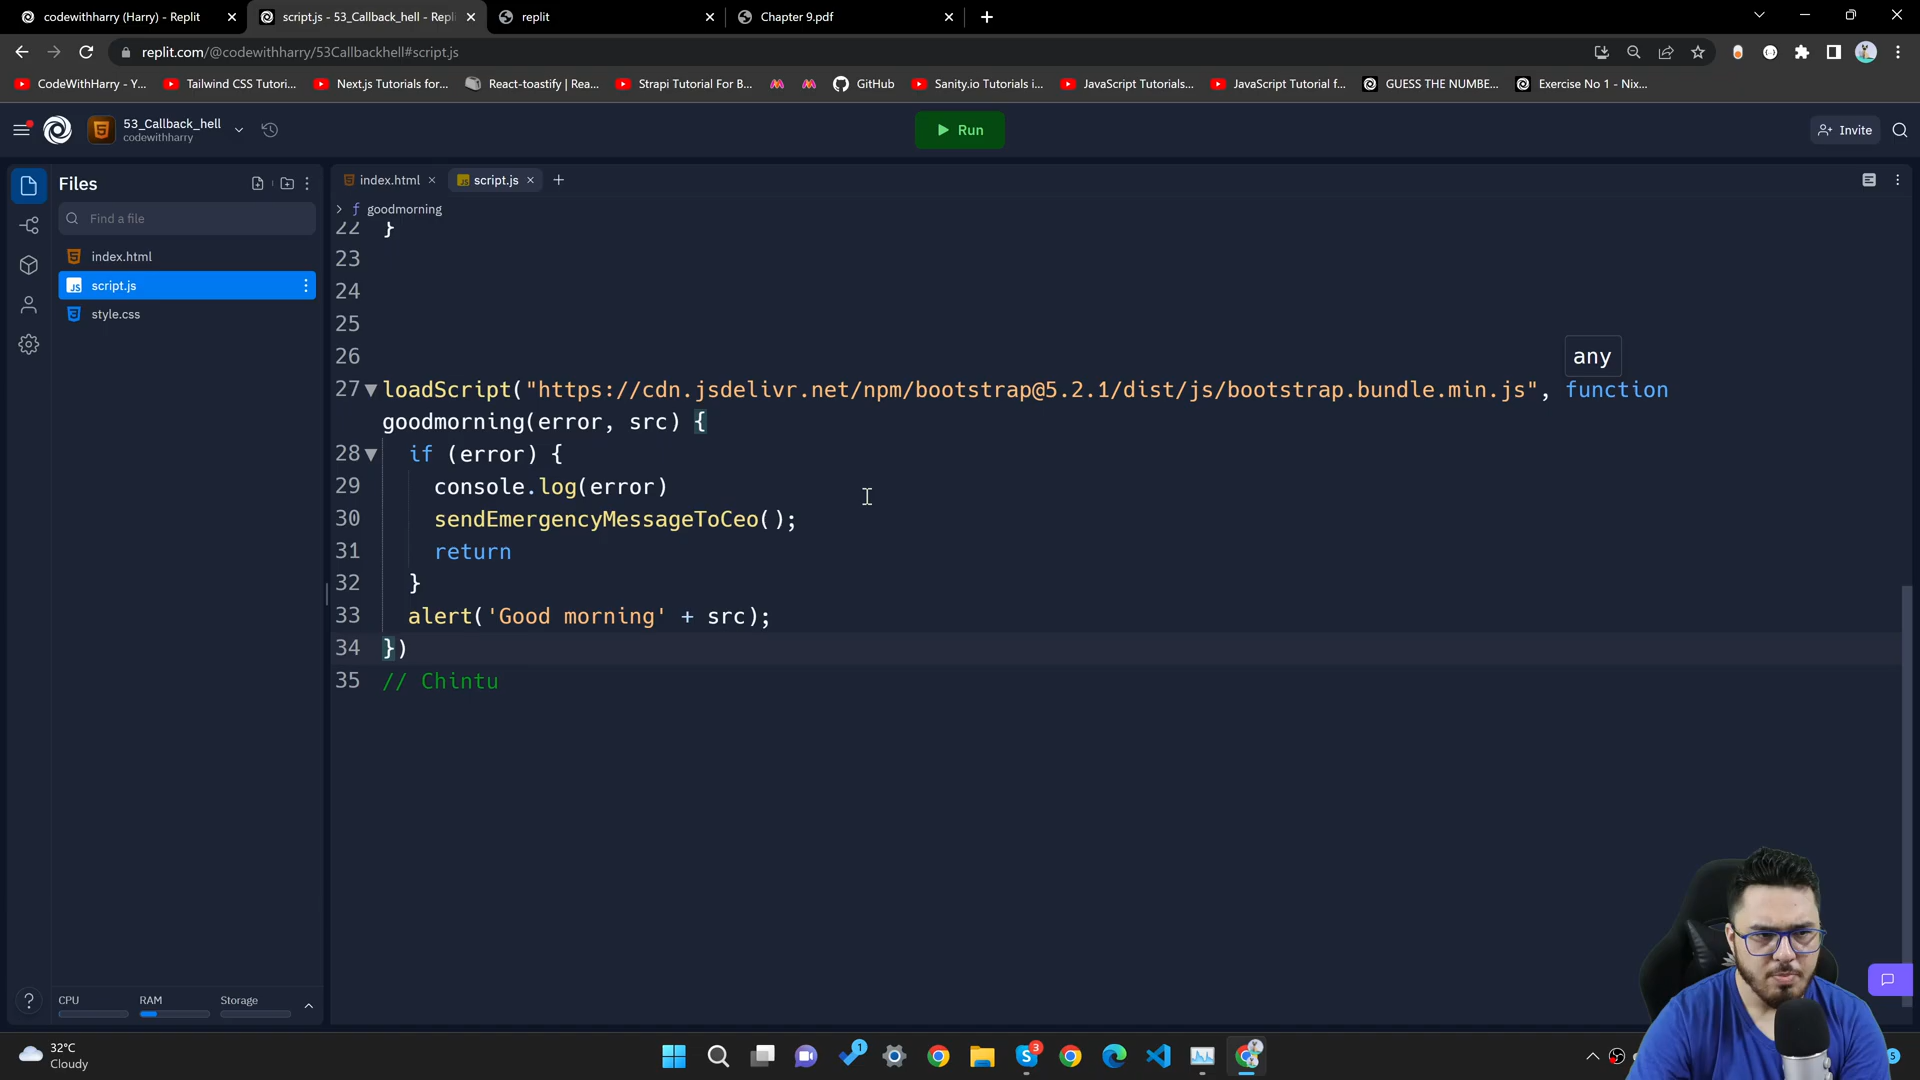 codewithharry (Harry) - Replit
script.js - 53_Callback_hell - Repli
replit
Chapter 9.pdf
replit.com/@codewithharry/53Callbackhell#script.js
CodeWithHarry - Y...
Tailwind CSS Tutori...
Next.js Tutorials for...
React-toastify | Rea...
Strapi Tutorial For B...
GitHub
Sanity.io Tutorials i...
JavaScript Tutorials...
JavaScript Tutorial f...
GUESS THE NUMBE...
Exercise No 1 - Nix...
53_Callback_hell
codewithharry
Run
Invite
Files
index.html
script.js
Find a file
index.html
script.js
style.css
> f goodmorning
22 }
23
24
25
26
any
27 loadScript("https://cdn.jsdelivr.net/npm/bootstrap@5.2.1/dist/js/bootstrap.bundle.min.js", function
goodmorning(error, src) {
28 if (error) {
29 console.log(error)
30 sendEmergencyMessageToCeo();
31 return
32 }
33 alert('Good morning' + src);
34 })
35 // Chintu
CPU
RAM
Storage
32°C
Cloudy
1
3
5